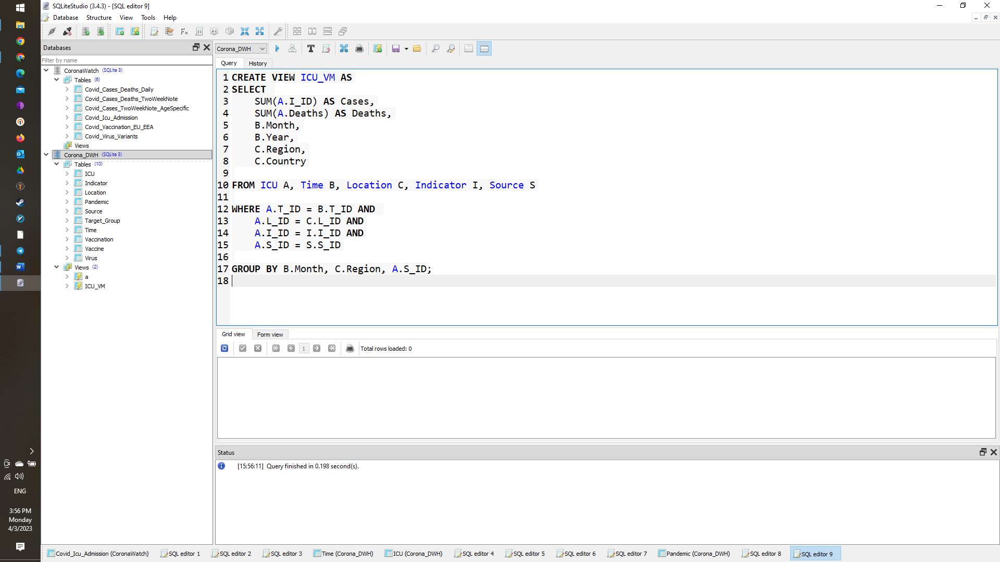 SQLiteStudio (3.4.3) - [SQL editor 9]
Database Structure View Tools Help
Databases
Filter by name
CoronaWatch (SQLite 3)
Tables (6)
Covid_Cases_Deaths_Daily
Covid_Cases_Deaths_TwoWeekNote
Covid_Cases_TwoWeekNote_AgeSpecific
Covid_Icu_Admission
Covid_Vaccination_EU_EEA
Covid_Virus_Variants
Views
Corona_DWH (SQLite 3)
Tables (10)
ICU
Indicator
Location
Pandemic
Source
Target_Group
Time
Vaccination
Vaccine
Virus
Views (2)
a
ICU_VM
Corona_DWH
Query History
1 CREATE VIEW ICU_VM AS
2 SELECT
3 SUM(A.I_ID) AS Cases,
4 SUM(A.Deaths) AS Deaths,
5 B.Month,
6 B.Year,
7 C.Region,
8 C.Country
9
10 FROM ICU A, Time B, Location C, Indicator I, Source S
11
12 WHERE A.T_ID = B.T_ID AND
13 A.L_ID = C.L_ID AND
14 A.I_ID = I.I_ID AND
15 A.S_ID = S.S_ID
16
17 GROUP BY B.Month, C.Region, A.S_ID;
18
Grid view Form view
1 Total rows loaded: 0
Status
[15:56:11] Query finished in 0.198 second(s).
ENG
3:56 PM
Monday
4/3/2023
Covid_Icu_Admission (CoronaWatch) SQL editor 1 SQL editor 2 SQL editor 3 Time (Corona_DWH) ICU (Corona_DWH) SQL editor 4 SQL editor 5 SQL editor 6 SQL editor 7 Pandemic (Corona_DWH) SQL editor 8 SQL editor 9